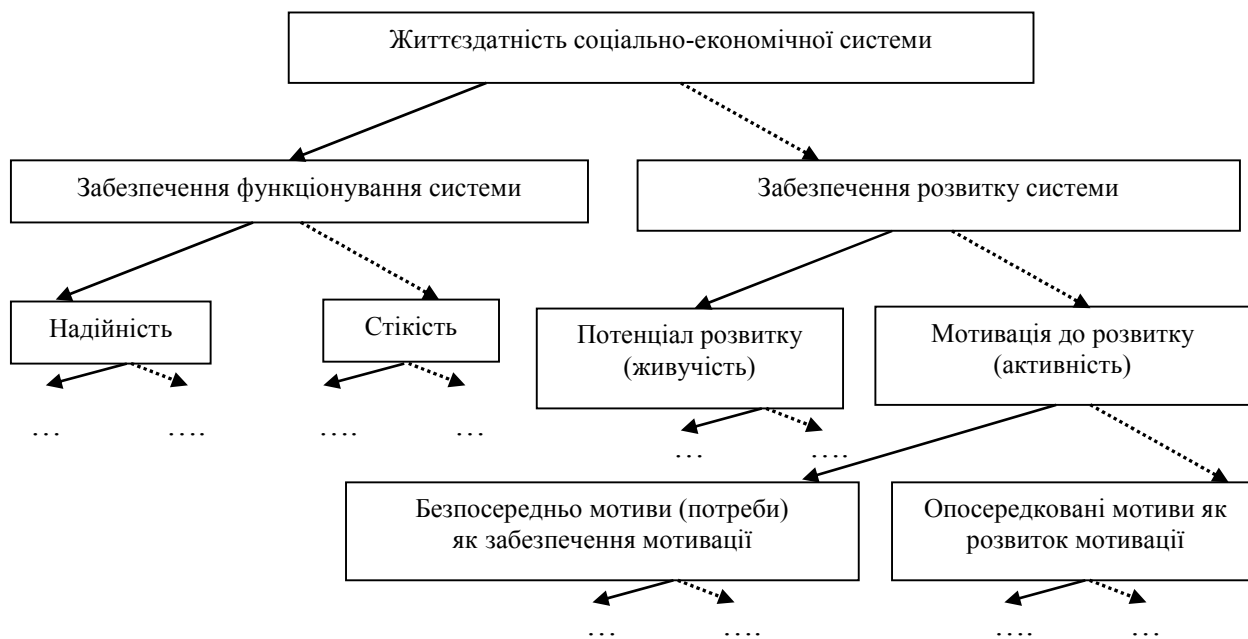 Життєздатність соціально-економічної системи
Забезпечення функціонування системи
Забезпечення розвитку системи
Надійність
Стікість
Потенціал розвитку
(живучість)
Мотивація до розвитку
(активність)
…
….
….
…
…
….
Безпосередньо мотиви (потреби)
як забезпечення мотивації
Опосередковані мотиви як
розвиток мотивації
…
….
….
…